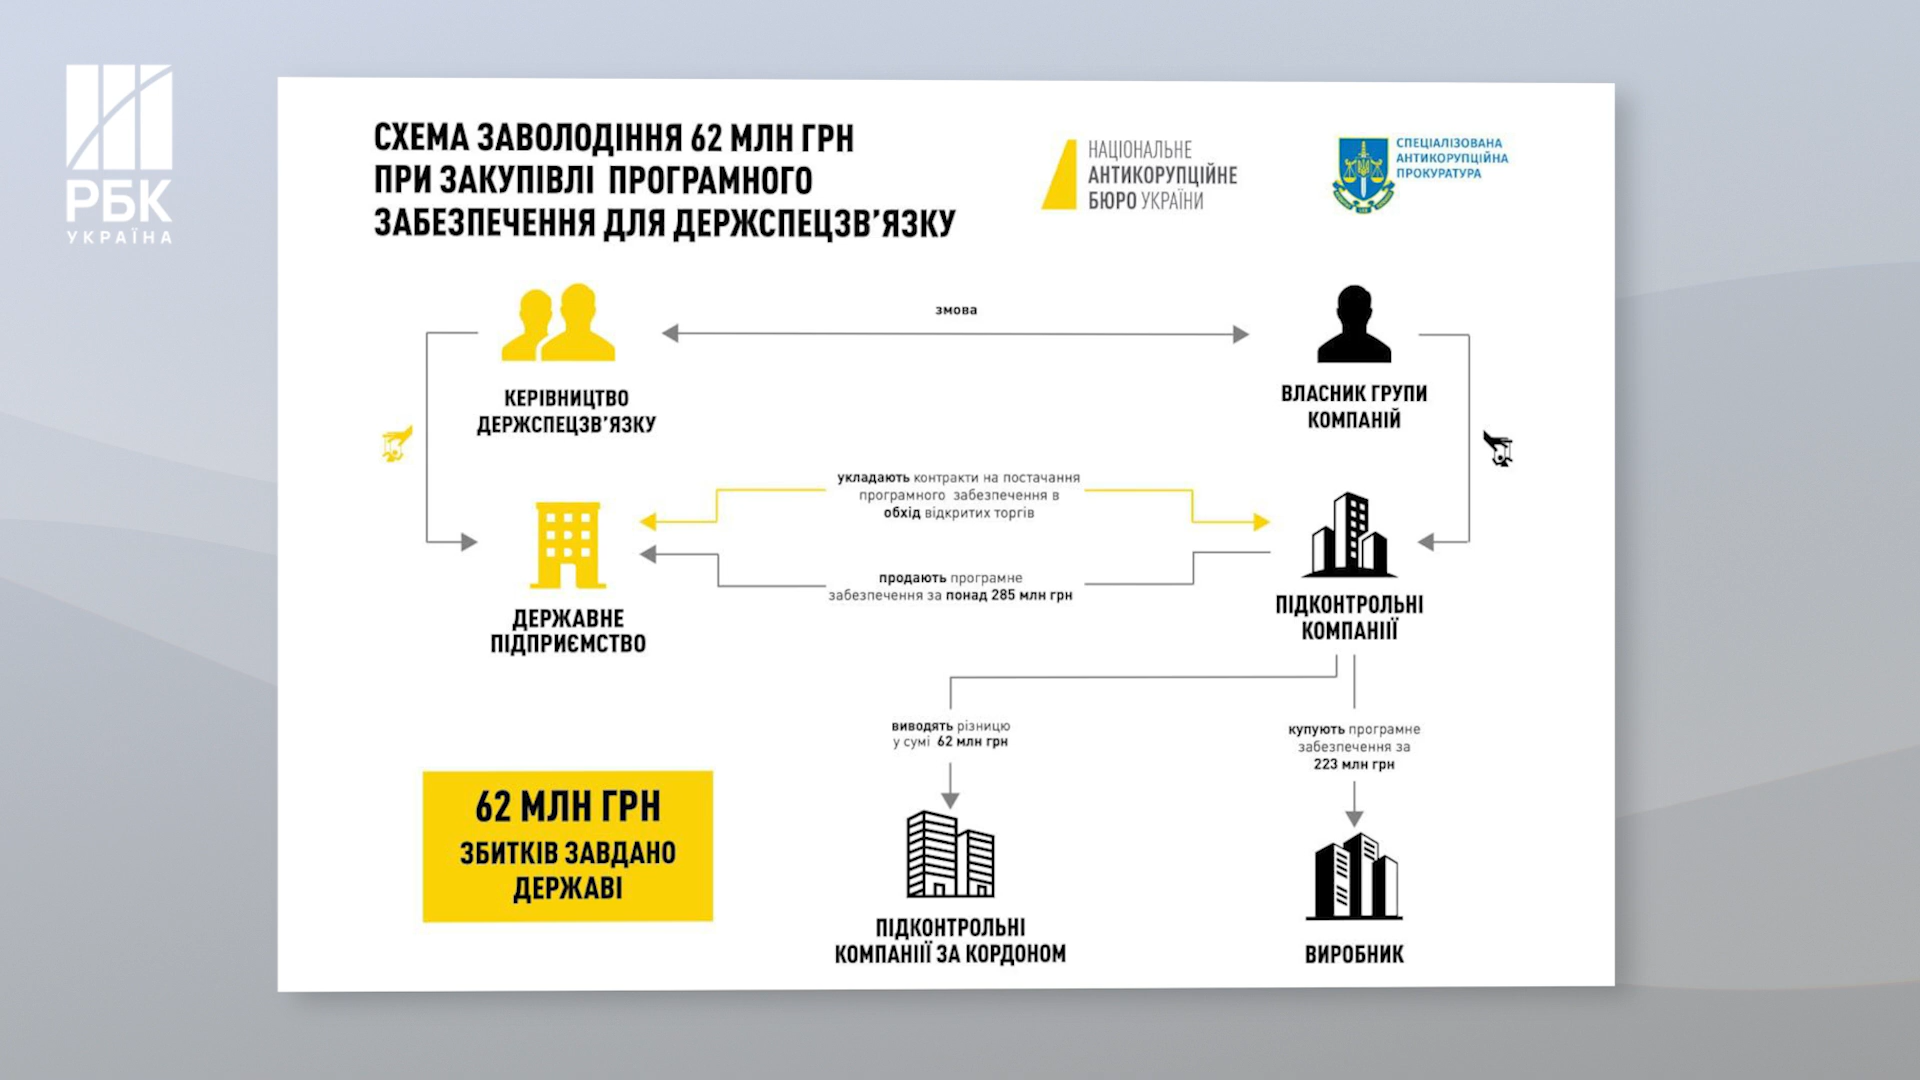 РБК
УКРАЇНА
СХЕМА ЗАВОЛОДІННЯ 62 МЛН ГРН
ПРИ ЗАКУПІВЛІ ПРОГРАМНОГО
ЗАБЕЗПЕЧЕННЯ ДЛЯ ДЕРЖСПЕЦЗВ’ЯЗКУ
НАЦІОНАЛЬНЕ
АНТИКОРУПЦІЙНЕ
БЮРО УКРАЇНИ
СПЕЦІАЛІЗОВАНА
АНТИКОРУПЦІЙНА
ПРОКУРАТУРА
змова
КЕРІВНИЦТВО
ДЕРЖСПЕЦЗВ’ЯЗКУ
ВЛАСНИК ГРУПИ
КОМПАНІЙ
укладають контракти на постачання
програмного забезпечення в
обхід відкритих торгів
продають програмне
забезпечення за понад 285 млн грн
ДЕРЖАВНЕ
ПІДПРИЄМСТВО
ПІДКОНТРОЛЬНІ
КОМПАНІЇЇ
виводять різницю
у сумі 62 млн грн
купують програмне
забезпечення за
223 млн грн
62 МЛН ГРН
ЗБИТКІВ ЗАВДАНО
ДЕРЖАВІ
ПІДКОНТРОЛЬНІ
КОМПАНІЇЇ ЗА КОРДОНОМ
ВИРОБНИК